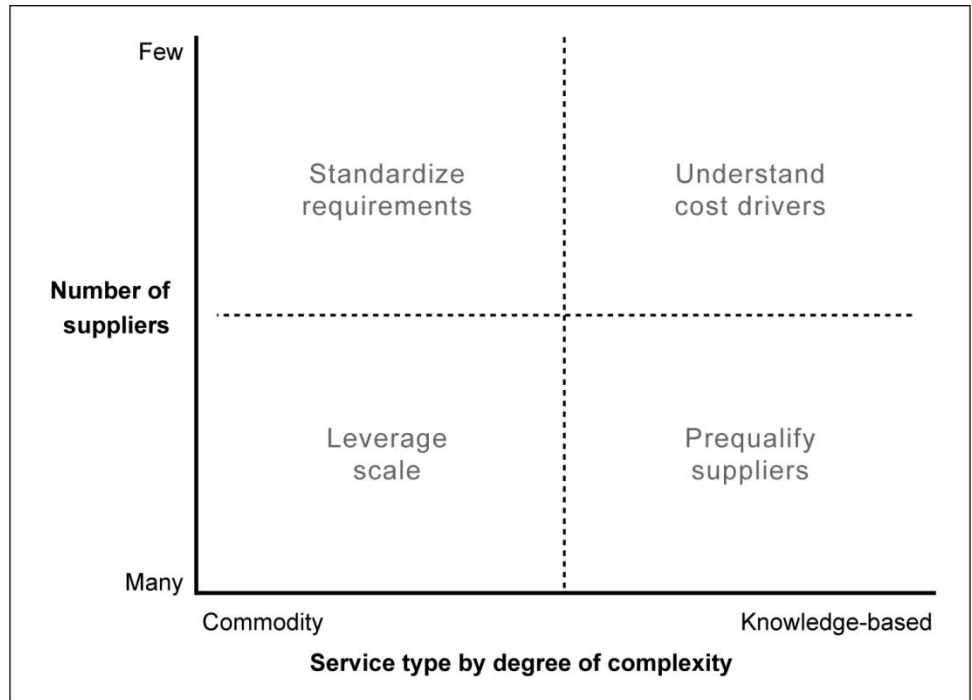 Few
Standardize
requirements
Understand
cost drivers
Number of
suppliers
Leverage
scale
Prequalify
suppliers
Many
Commodity
Knowledge-based
Service type by degree of complexity